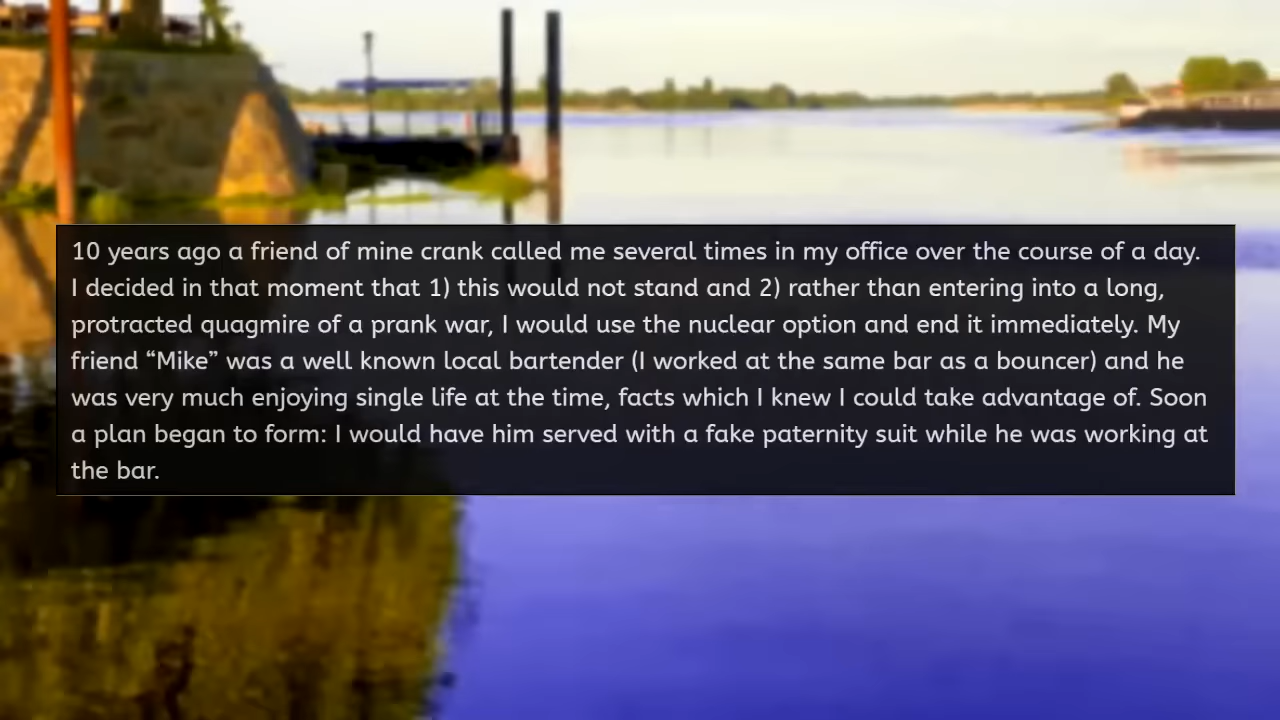 10 years ago a friend of mine crank called me several times in my office over the course of a day.
I decided in that moment that 1) this would not stand and 2) rather than entering into a long,
protracted quagmire of a prank war, I would use the nuclear option and end it immediately. My
friend “Mike” was a well known local bartender (I worked at the same bar as a bouncer) and he
was very much enjoying single life at the time, facts which I knew I could take advantage of. Soon
a plan began to form: I would have him served with a fake paternity suit while he was working at
the bar.